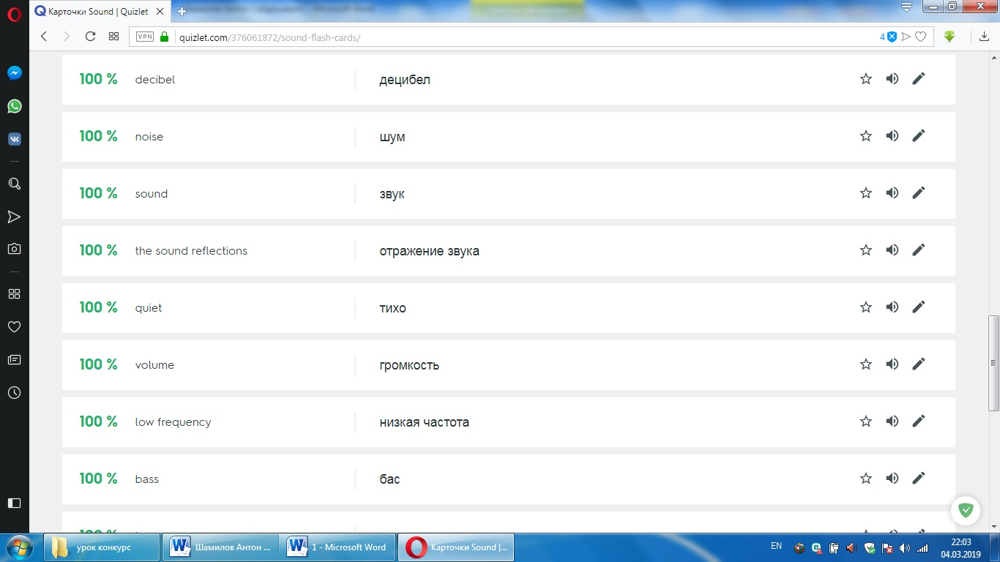 Карточки Sound | Quizlet
VPN
quizlet.com/376061872/sound-flash-cards/
4
100 % decibel децибел
100 % noise шум
100 % sound звук
100 % the sound reflections отражение звука
100 % quiet тихо
100 % volume громкость
100 % low frequency низкая частота
100 % bass бас
100 %
урок конкурс
Шамилов Антон ...
1 - Microsoft Word
Карточки Sound |...
EN
22:03
04.03.2019